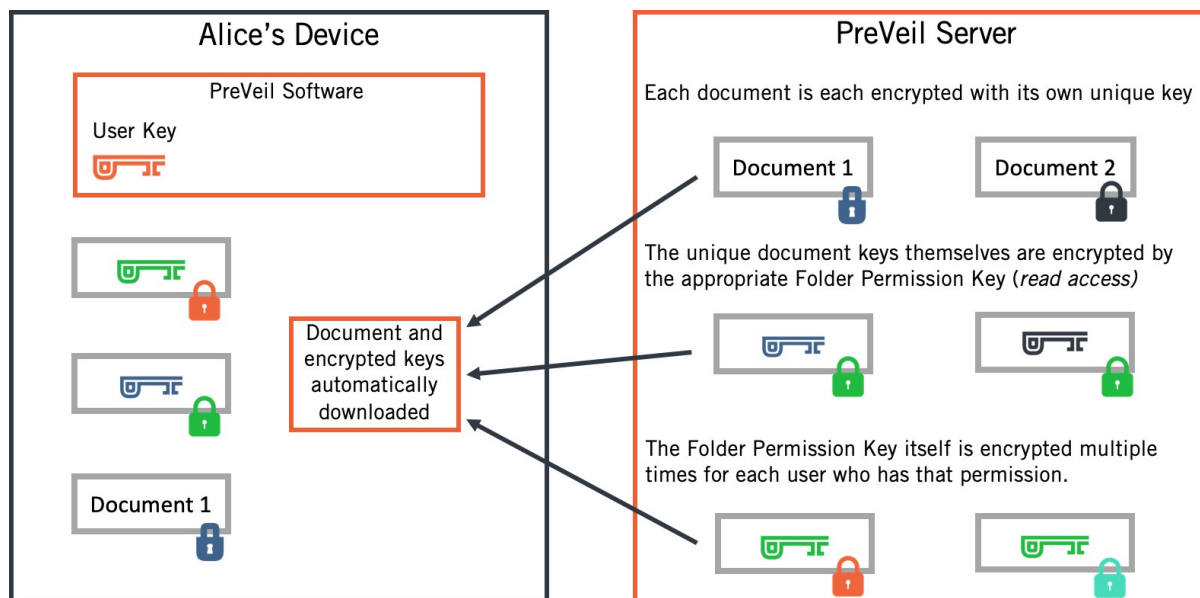 Alice's Device
PreVeil Software
User Key
Document and
encrypted keys
automatically
downloaded
Document 1
PreVeil Server
Each document is each encrypted with its own unique key
Document 1
Document 2
The unique document keys themselves are encrypted by
the appropriate Folder Permission Key (read access)
The Folder Permission Key itself is encrypted multiple
times for each user who has that permission.